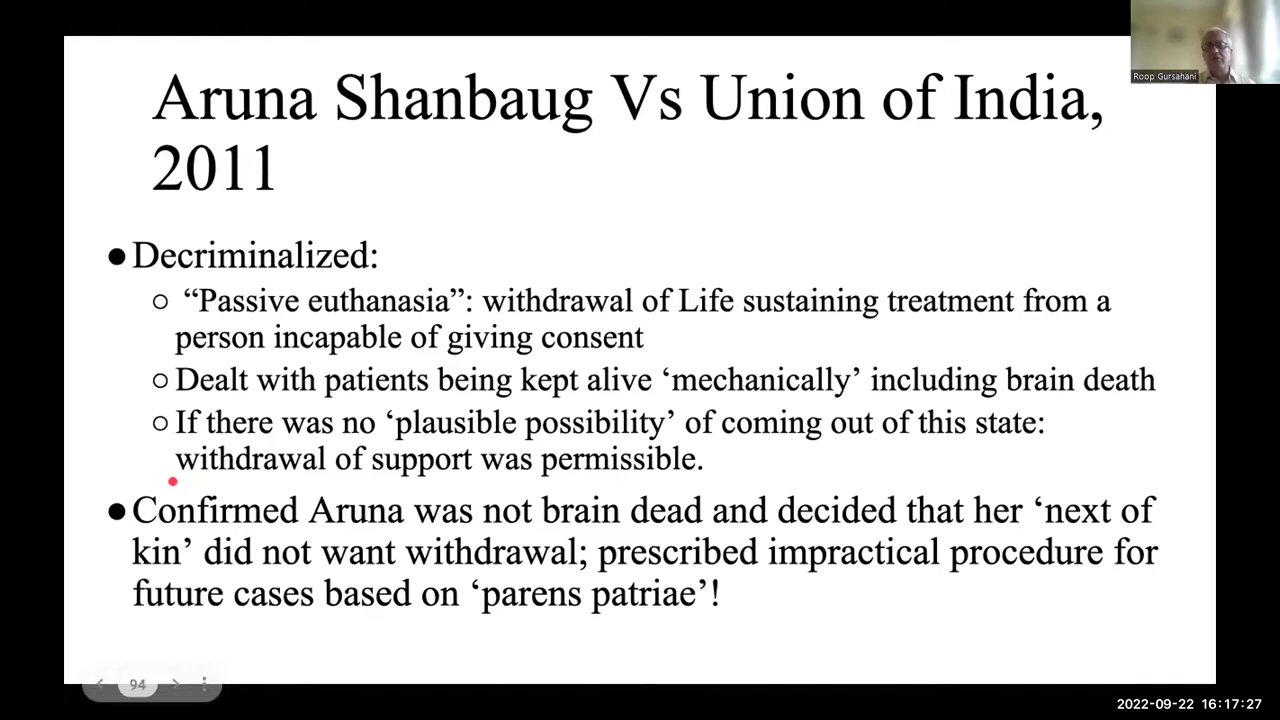 Roop Gursahani
Aruna Shanbaug Vs Union of India,
2011
●Decriminalized:
○ “Passive euthanasia”: withdrawal of Life sustaining treatment from a
person incapable of giving consent
○ Dealt with patients being kept alive ‘mechanically’ including brain death
○ If there was no ‘plausible possibility’ of coming out of this state:
withdrawal of support was permissible.
●Confirmed Aruna was not brain dead and decided that her ‘next of
kin’ did not want withdrawal; prescribed impractical procedure for
future cases based on ‘parens patriae’!
94
2022-09-22 16:17:27